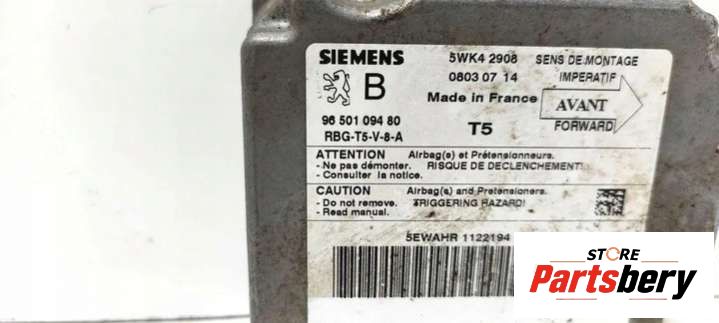 SIEMENS
5WK4 2908
SENS DE MONTAGE
B
0803 07 14
IMPERATIF
Made in France
AVANT
96 501 094 80
T5
FORWARD
RBG-T5-V-8-A
ATTENTION Airbag(s) et Prétensionneurs.
- Ne pas démonter. RISQUE DE DECLENCHEMENT!
- Consulter la notice.
CAUTION Airbag(s) and Pretensioners.
- Do not remove. TRIGGERING HAZARD!
- Read manual.
5EWAHR 1122194
STORE
Partsbery